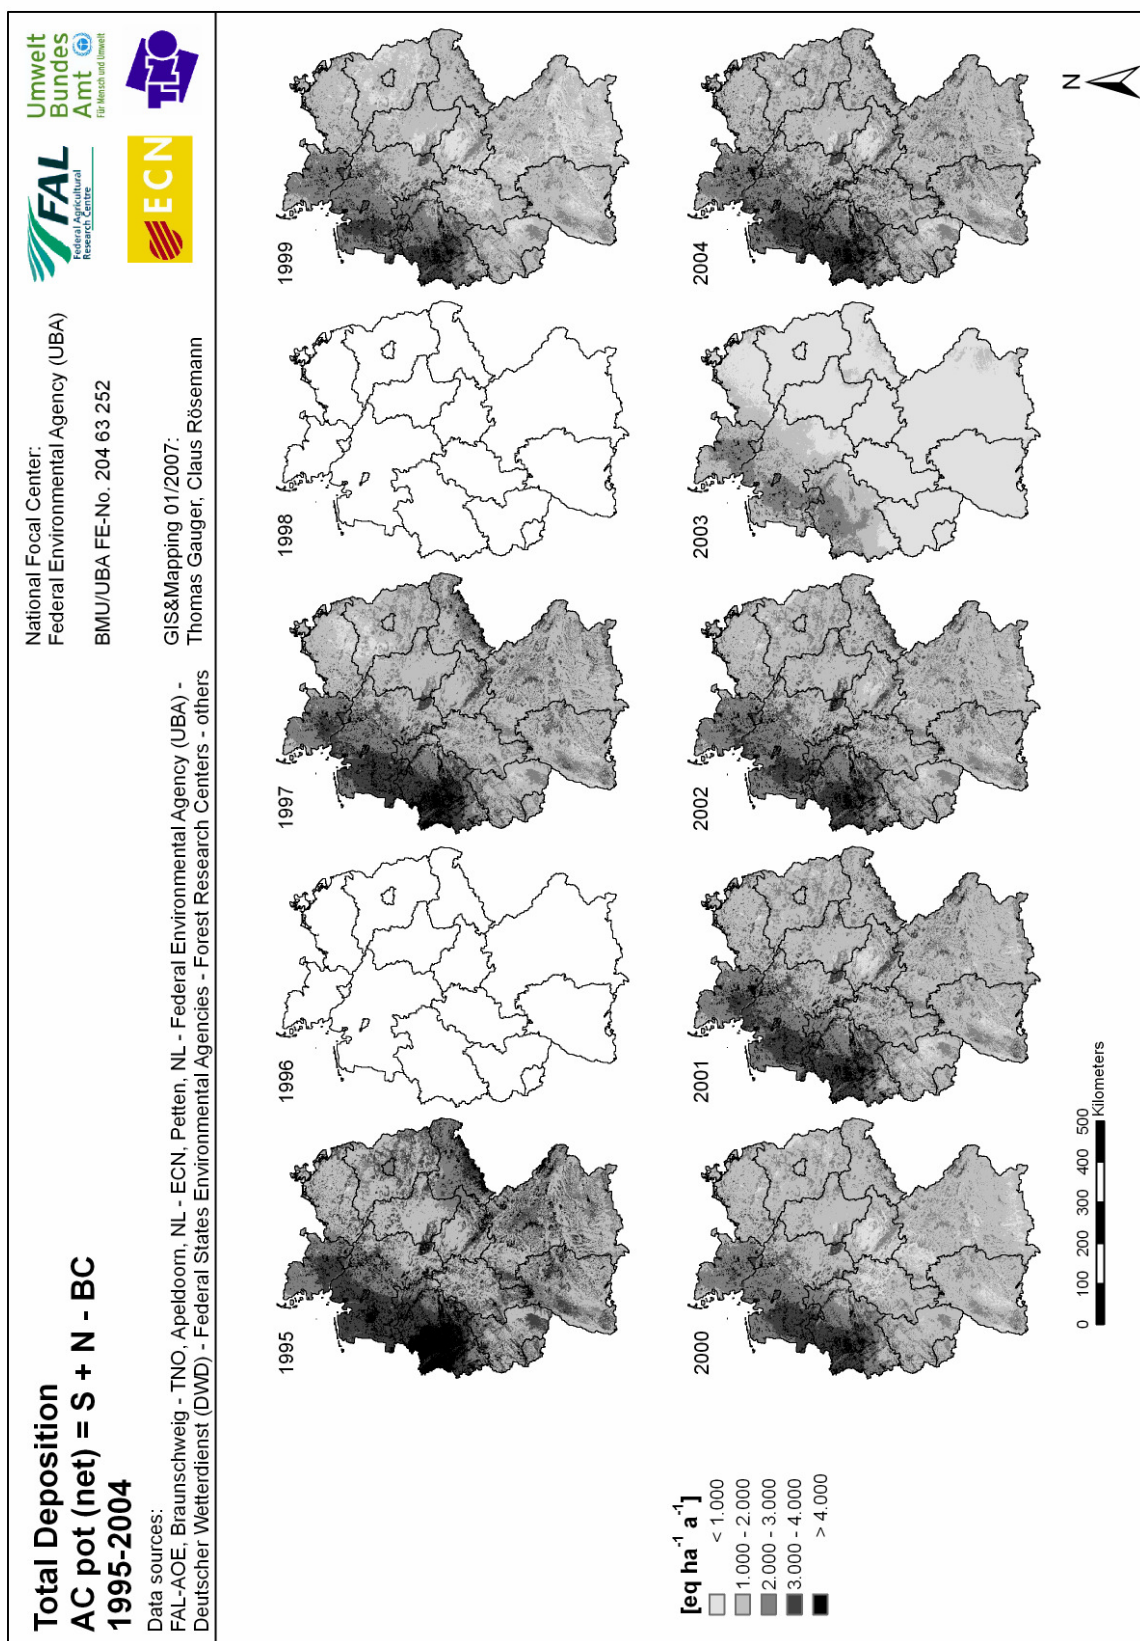 Total Deposition
AC pot (net) = S + N - BC
1995-2004
Data sources:
FAL-AOE, Braunschweig - TNO, Apeldoorn, NL - ECN, Petten, NL - Federal Environmental Agency (UBA) -
Deutscher Wetterdienst (DWD) - Federal States Environmental Agencies - Forest Research Centers - others
National Focal Center:
Federal Environmental Agency (UBA)
BMU/UBA FE-No. 204 63 252
GIS&Mapping 01/2007:
Thomas Gauger, Claus Rösemann
FAL
Federal Agricultural
Research Centre
Umwelt
Bundes
Amt
Für Mensch und Umwelt
ECN
TNO
1995
1996
1997
1998
1999
[eq ha-1 a-1]
< 1.000
1.000 - 2.000
2.000 - 3.000
3.000 - 4.000
> 4.000
2000
2001
2002
2003
2004
0 100 200 300 400 500
Kilometers
N